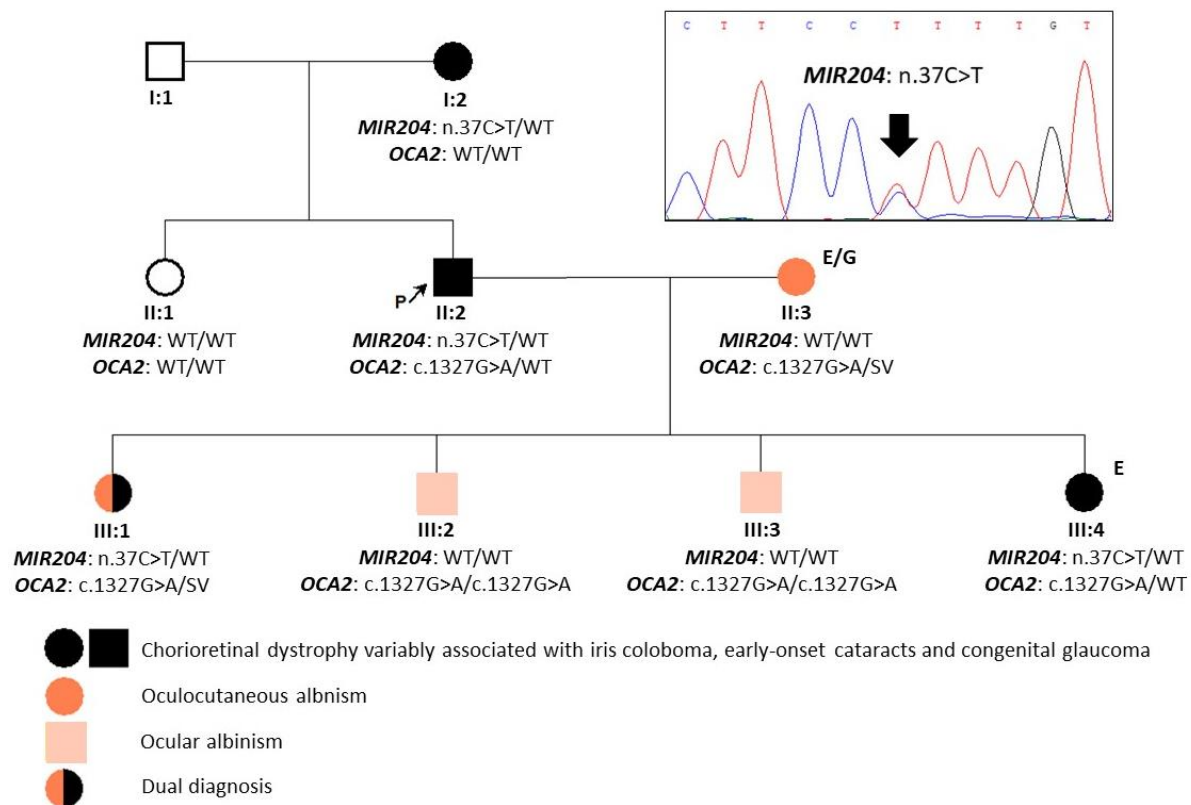 C T T C C T T T T G T
MIR204: n.37C>T
I:1
I:2
MIR204: n.37C>T/WT
OCA2: WT/WT
E/G
P
II:1
II:2
II:3
MIR204: WT/WT
OCA2: WT/WT
MIR204: n.37C>T/WT
OCA2: c.1327G>A/WT
MIR204: WT/WT
OCA2: c.1327G>A/SV
E
III:1
III:2
III:3
III:4
MIR204: n.37C>T/WT
OCA2: c.1327G>A/SV
MIR204: WT/WT
OCA2: c.1327G>A/c.1327G>A
MIR204: WT/WT
OCA2: c.1327G>A/c.1327G>A
MIR204: n.37C>T/WT
OCA2: c.1327G>A/WT
Chorioretinal dystrophy variably associated with iris coloboma, early-onset cataracts and congenital glaucoma
Oculocutaneous albnism
Ocular albinism
Dual diagnosis